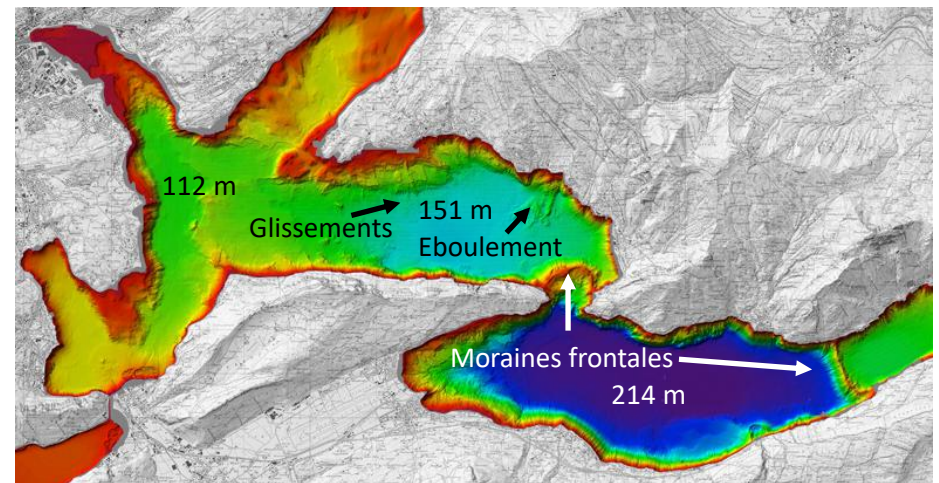 112 m
151 m
Glissements
Eboulement
Moraines frontales
214 m